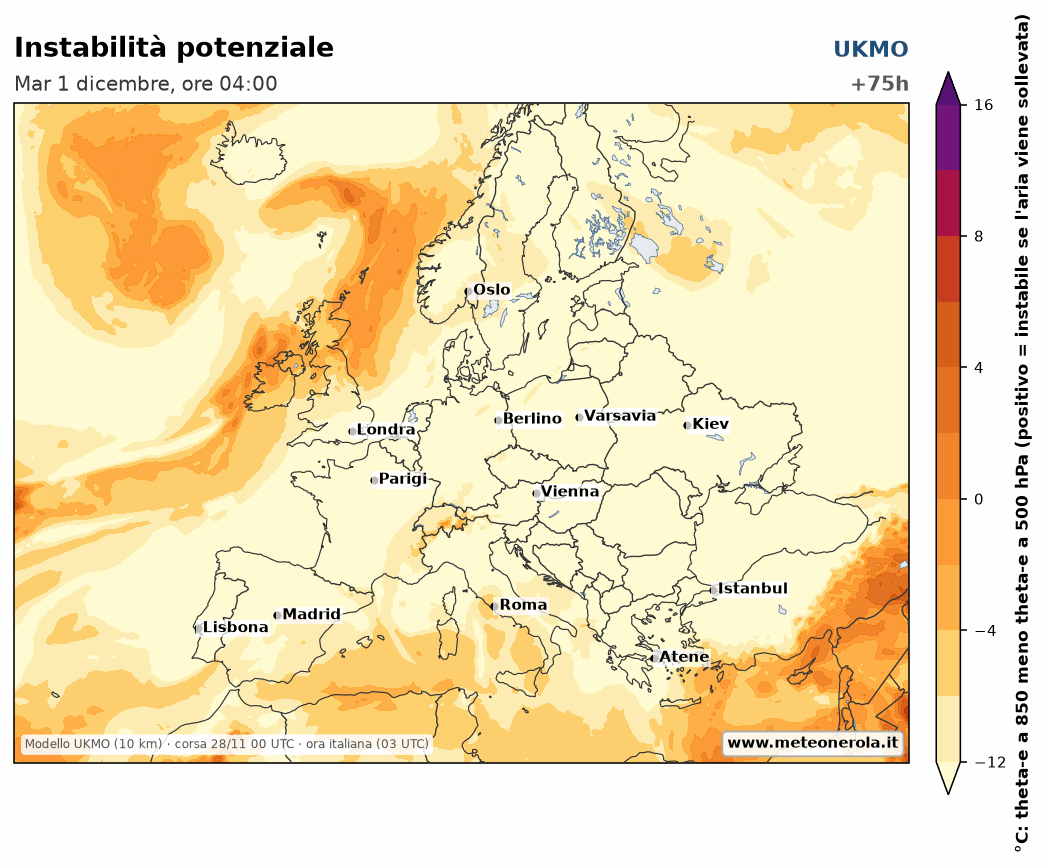 Instabilità potenziale
UKMO
Mar 1 dicembre, ore 04:00
+75h
Oslo
Berlino
Varsavia
Kiev
Londra
Parigi
Vienna
Istanbul
Roma
Madrid
Lisbona
Atene
Modello UKMO (10 km) · corsa 28/11 00 UTC · ora italiana (03 UTC)
www.meteonerola.it
16
8
4
0
−4
−12
°C: theta-e a 850 meno theta-e a 500 hPa (positivo = instabile se l'aria viene sollevata)